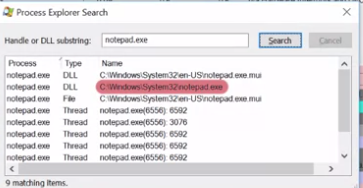 Process Explorer Search
Handle or DLL substring: notepad.exe Search Cancel
Process Type Name
notepad.exe DLL C:\Windows\System32\en-US\notepad.exe.mui
notepad.exe DLL C:\Windows\System32\notepad.exe
notepad.exe File C:\Windows\System32\en-US\notepad.exe.mui
notepad.exe Thread notepad.exe(6556): 6592
notepad.exe Thread notepad.exe(6556): 3076
notepad.exe Thread notepad.exe(6556): 6592
notepad.exe Thread notepad.exe(6556): 6592
notepad.exe Thread notepad.exe(6556): 6592
9 matching items.